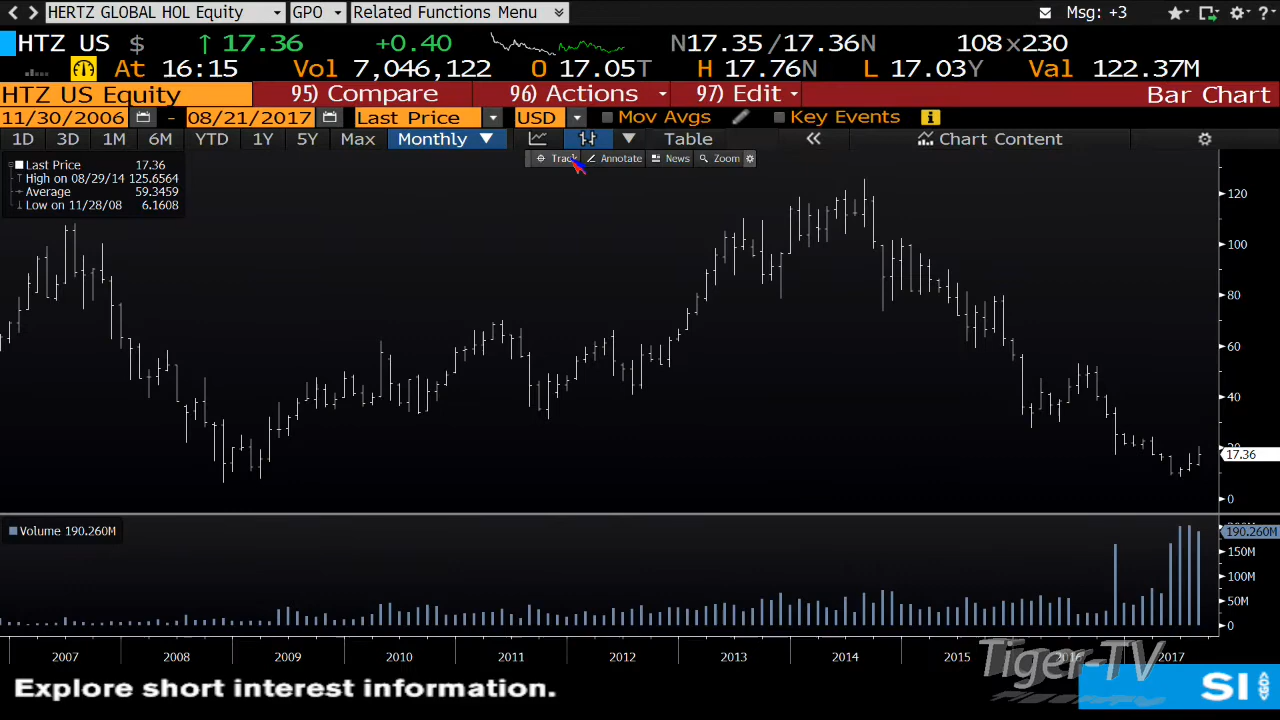 HERTZ GLOBAL HOL Equity GPO Related Functions Menu Msg: +3 ?
HTZ US $ ↑ 17.36 +0.40 N17.35 / 17.36N 108 x 230
At 16:15 Vol 7,046,122 O 17.05T H 17.76N L 17.03Y Val 122.37M
HTZ US Equity 95) Compare 96) Actions 97) Edit Bar Chart
11/30/2006 - 08/21/2017 Last Price USD Mov Avgs Key Events
1D 3D 1M 6M YTD 1Y 5Y Max Monthly ▼ Table « Chart Content
Track Annotate News Zoom
Last Price 17.36
High on 08/29/14 125.6564
Average 59.3459
Low on 11/28/08 6.1608
120
100
80
60
40
20
17.36
0
Volume 190.260M
190.260M
150M
100M
50M
0
2007 2008 2009 2010 2011 2012 2013 2014 2015 2016 2017
Tiger-TV
Explore short interest information. SI